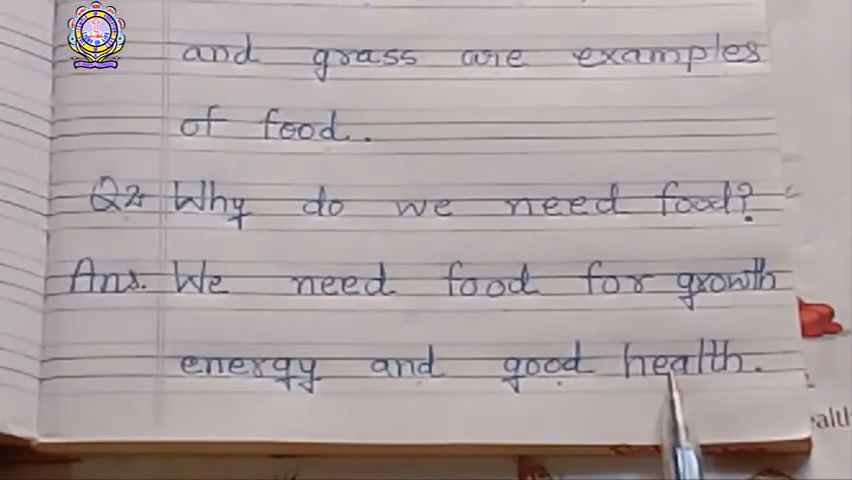 and grass are examples
of food.
Q2. Why do we need food?
Ans. We need food for growth
energy and good health.